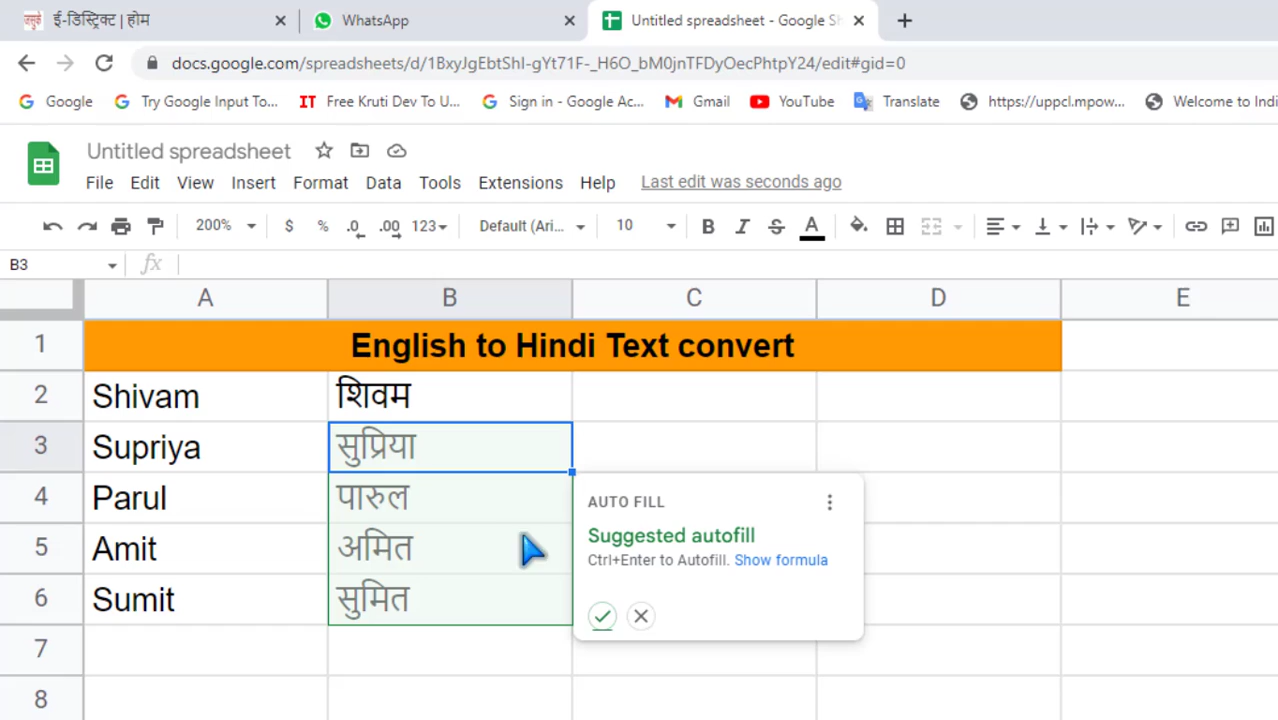 ई-डिस्ट्रिक्ट | होम WhatsApp Untitled spreadsheet - Google Sh
docs.google.com/spreadsheets/d/1BxyJgEbtShI-gYt71F-_H6O_bM0jnTFDyOecPhtpY24/edit#gid=0
Google Try Google Input To... IT Free Kruti Dev To U... Sign in - Google Ac... Gmail YouTube Translate https://uppcl.mpow... Welcome to Indi
Untitled spreadsheet
File Edit View Insert Format Data Tools Extensions Help Last edit was seconds ago
200% $ % .0 .00 123 Default (Ari... 10 B I S A
B3 fx
A B C D E
1 English to Hindi Text convert
2 Shivam शिवम
3 Supriya सुप्रिया
4 Parul पारुल
AUTO FILL
Suggested autofill
5 Amit अमित
Ctrl+Enter to Autofill. Show formula
6 Sumit सुमित
7
8